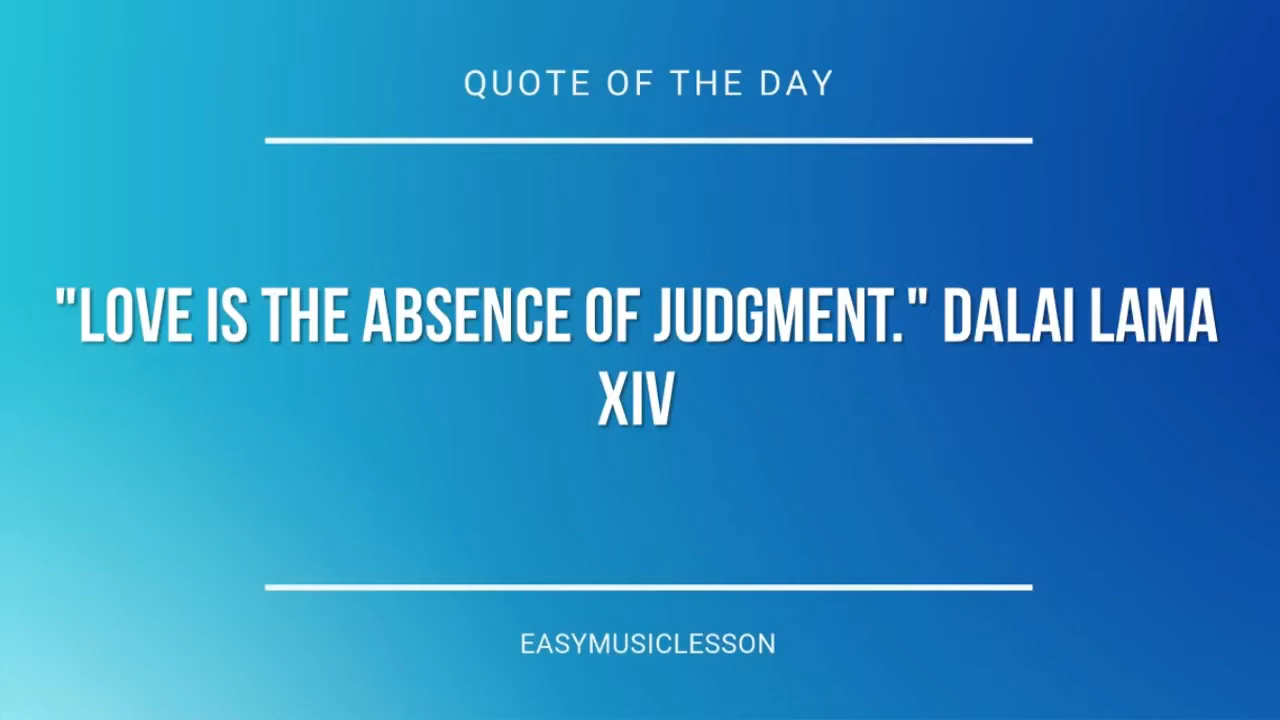 QUOTE OF THE DAY
"LOVE IS THE ABSENCE OF JUDGMENT." DALAI LAMA
XIV
EASYMUSICLESSON